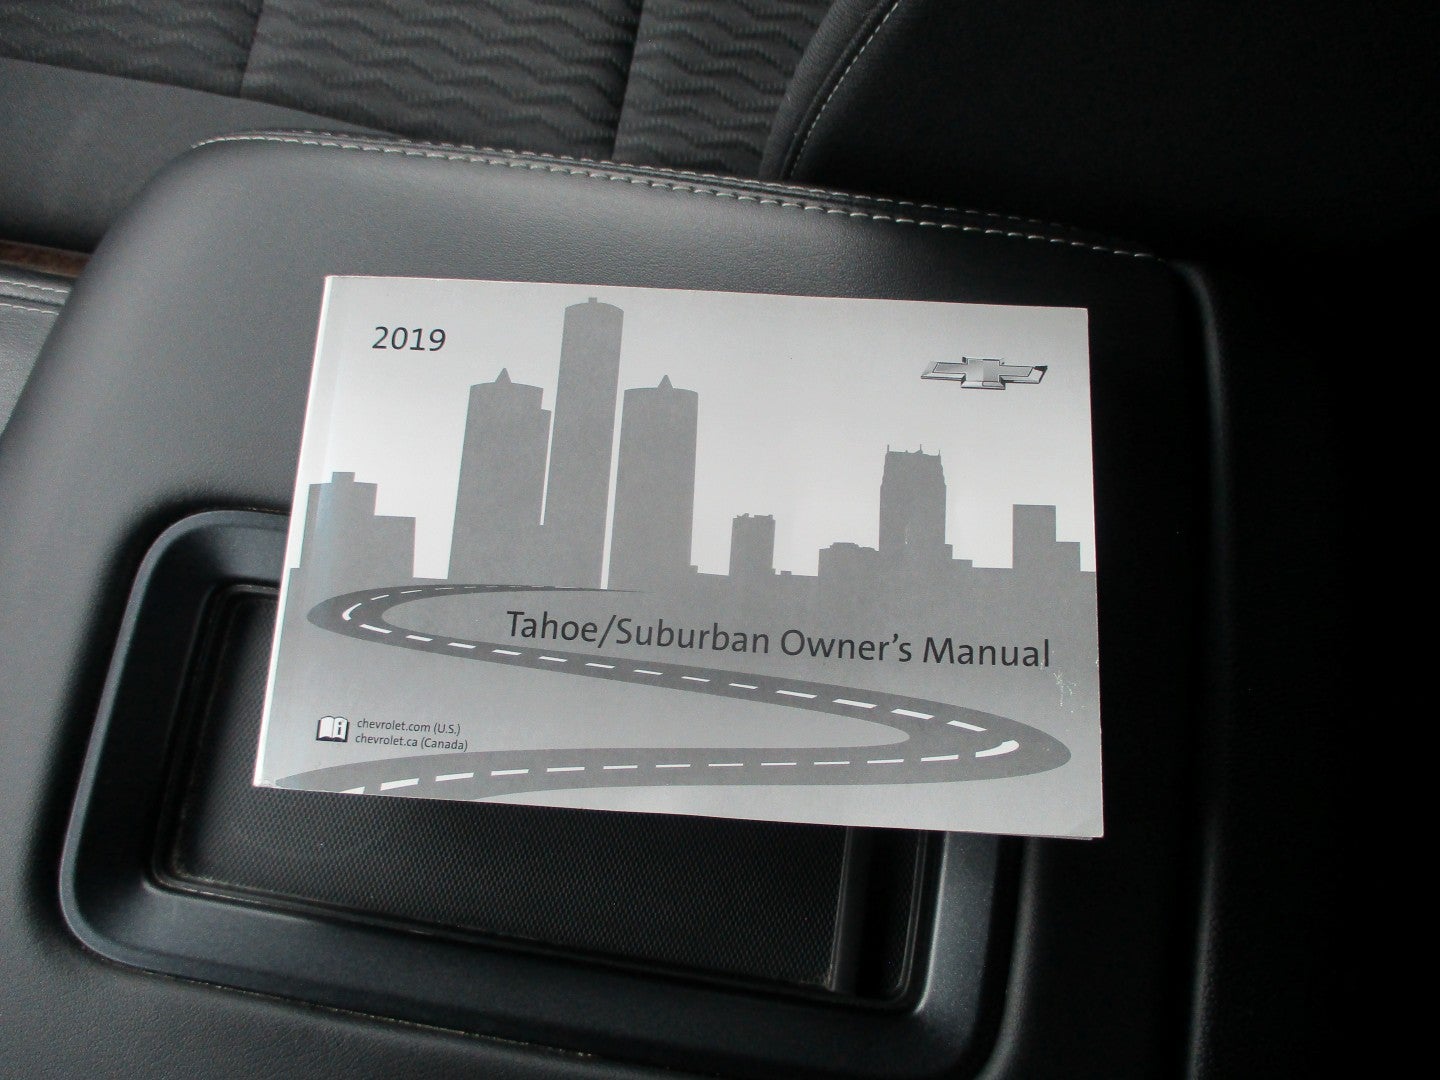 2019
Tahoe/Suburban Owner's Manual
chevrolet.com (U.S.)
chevrolet.ca (Canada)